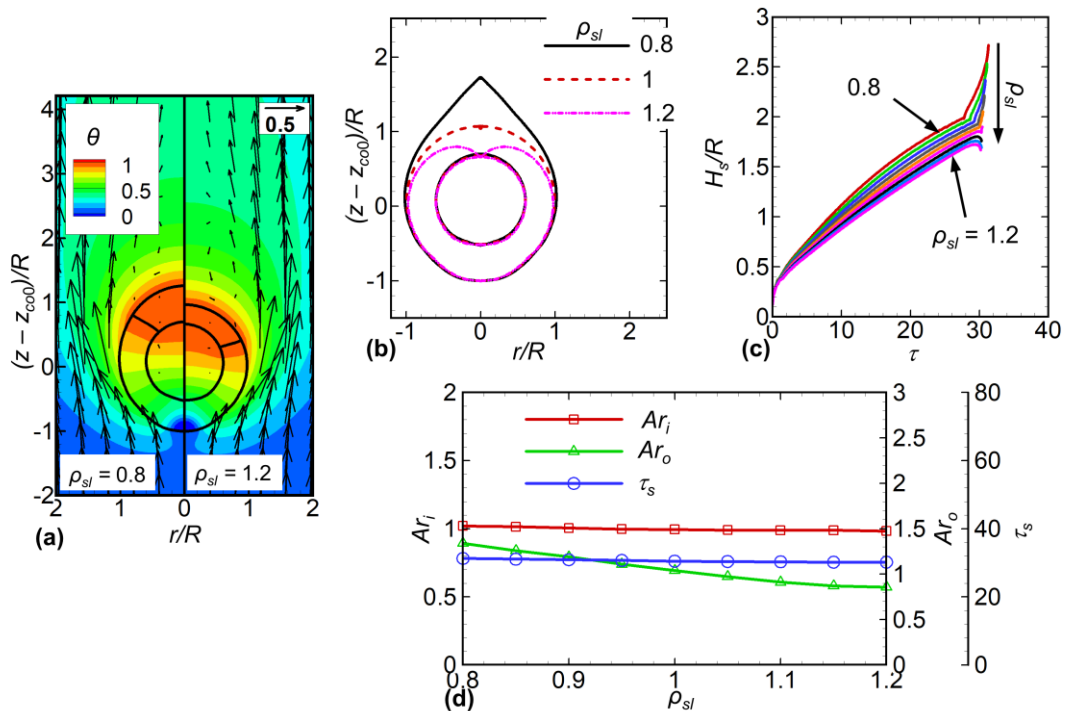 θ
1
0.5
0
0.5
(z – z_co0)/R
4
3
2
1
0
-1
-2
ρ_sl = 0.8
ρ_sl = 1.2
2
1
0
1
2
r/R
(a)
ρ_sl
0.8
1
1.2
(z – z_co0)/R
2
1
0
-1
-1
0
1
2
r/R
(b)
H_s/R
3
2.5
2
1.5
1
0.5
0
0.8
ρ_sl
ρ_sl = 1.2
0
10
20
30
40
τ
(c)
Ar_i
Ar_o
τ_s
Ar_i
2
1.5
1
0.5
0.8
0.9
1
1.1
1.2
ρ_sl
(d)
3
2.5
2
1.5
1
0.5
0
Ar_o
80
60
40
20
0
τ_s